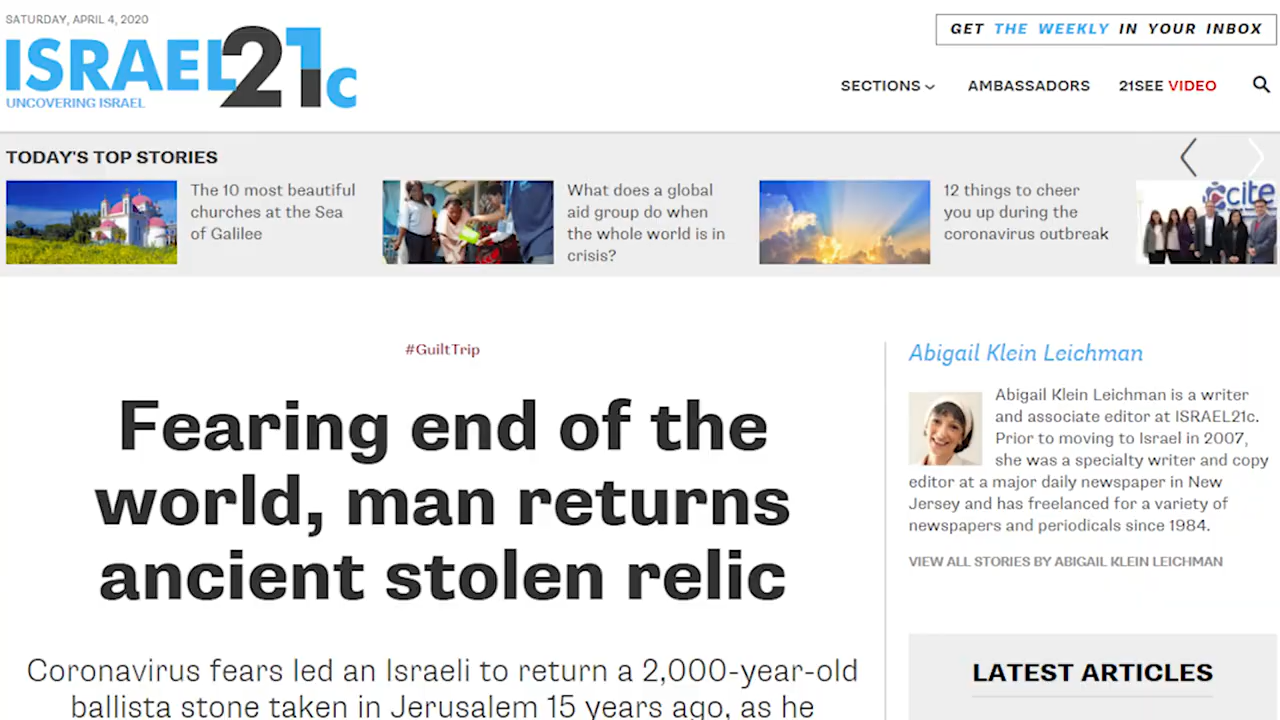 SATURDAY, APRIL 4, 2020
ISRAEL21c
UNCOVERING ISRAEL
GET THE WEEKLY IN YOUR INBOX
SECTIONS
AMBASSADORS
21SEE VIDEO
TODAY'S TOP STORIES
The 10 most beautiful
churches at the Sea
of Galilee
What does a global
aid group do when
the whole world is in
crisis?
12 things to cheer
you up during the
coronavirus outbreak
cite
#GuiltTrip
Fearing end of the
world, man returns
ancient stolen relic
Coronavirus fears led an Israeli to return a 2,000-year-old
ballista stone taken in Jerusalem 15 years ago, as he
Abigail Klein Leichman
Abigail Klein Leichman is a writer
and associate editor at ISRAEL21c.
Prior to moving to Israel in 2007,
she was a specialty writer and copy
editor at a major daily newspaper in New
Jersey and has freelanced for a variety of
newspapers and periodicals since 1984.
VIEW ALL STORIES BY ABIGAIL KLEIN LEICHMAN
LATEST ARTICLES